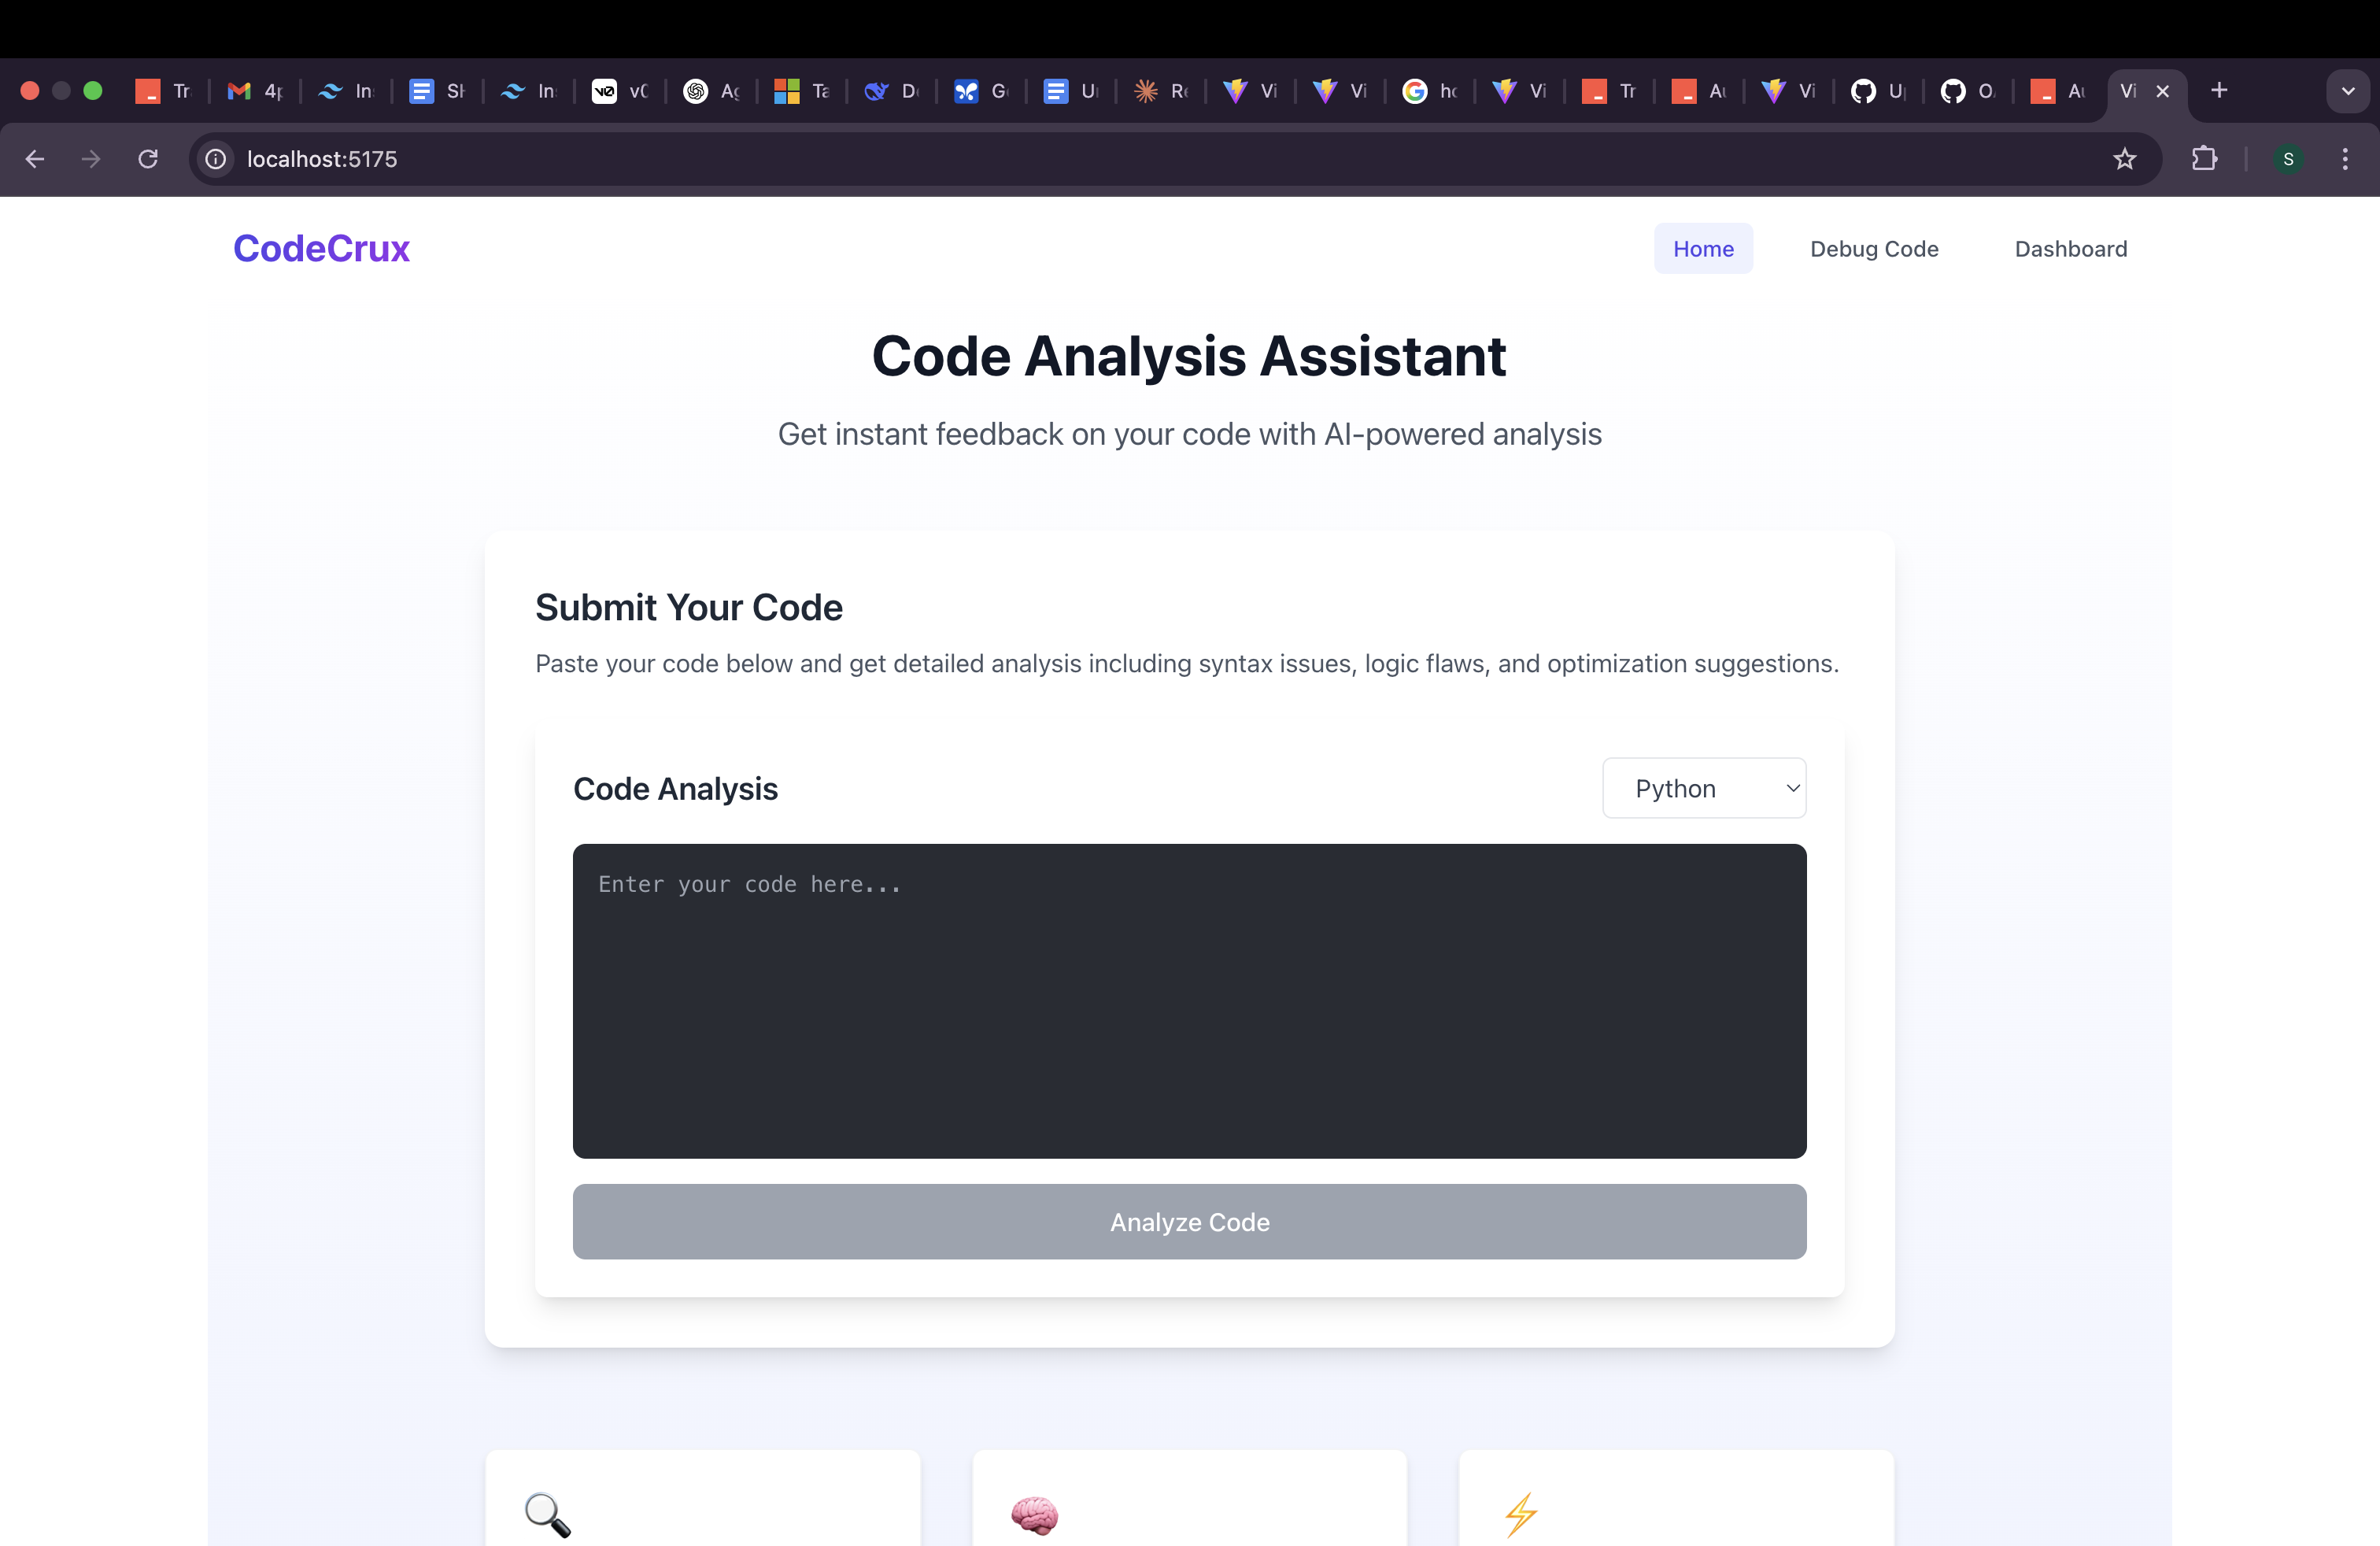 Tr
4p
In
Sh
In
v0
Ta
Vi
Vi
Vi
Tr
Vi
Vi
localhost:5175
S
CodeCrux
Home
Debug Code
Dashboard
Code Analysis Assistant
Get instant feedback on your code with AI-powered analysis
Submit Your Code
Paste your code below and get detailed analysis including syntax issues, logic flaws, and optimization suggestions.
Code Analysis
Python
Enter your code here...
Analyze Code